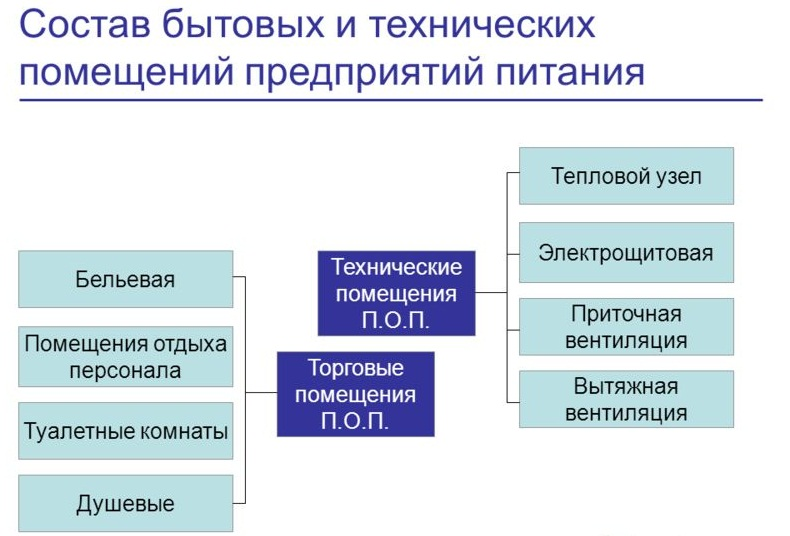 Состав бытовых и технических
помещений предприятий питания
Тепловой узел
Электрощитовая
Приточная
вентиляция
Вытяжная
вентиляция
Технические
помещения
П.О.П.
Торговые
помещения
П.О.П.
Бельевая
Помещения отдыха
персонала
Туалетные комнаты
Душевые